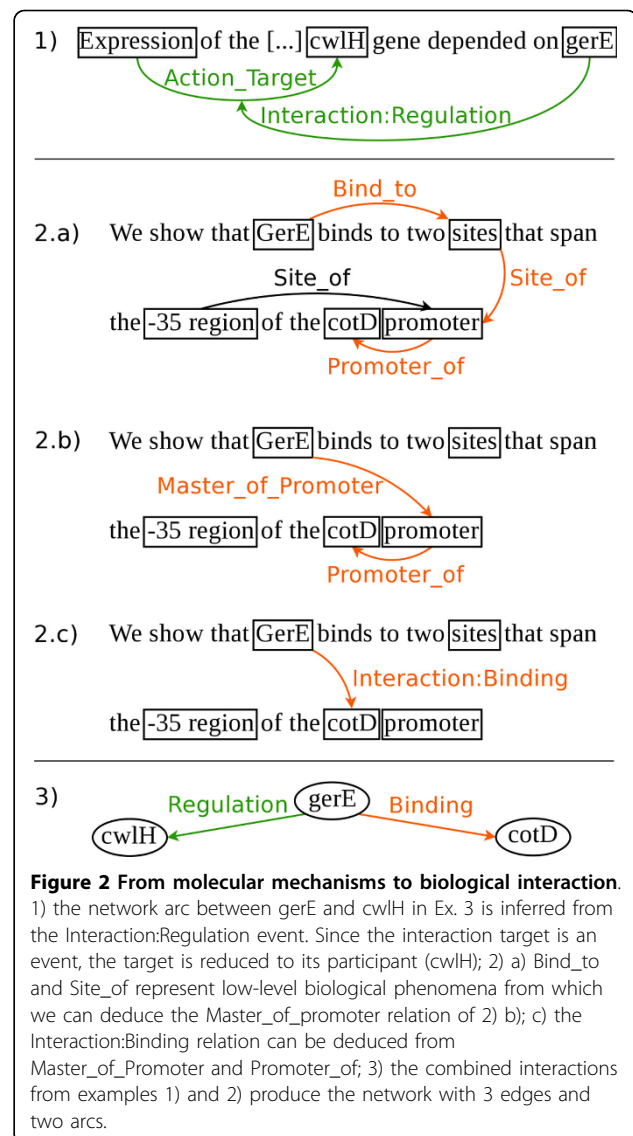 1) Expression of the [...] cwlH gene depended on gerE
Action_Target
Interaction:Regulation
Bind_to
2.a) We show that GerE binds to two sites that span
Site_of
Site_of
the -35 region of the cotD promoter
Promoter_of
2.b) We show that GerE binds to two sites that span
Master_of_Promoter
the -35 region of the cotD promoter
Promoter_of
2.c) We show that GerE binds to two sites that span
Interaction:Binding
the -35 region of the cotD promoter
3)
Regulation gerE Binding
cwlH cotD
Figure 2 From molecular mechanisms to biological interaction.
1) the network arc between gerE and cwlH in Ex. 3 is inferred from
the Interaction:Regulation event. Since the interaction target is an
event, the target is reduced to its participant (cwlH); 2) a) Bind_to
and Site_of represent low-level biological phenomena from which
we can deduce the Master_of_promoter relation of 2) b); c) the
Interaction:Binding relation can be deduced from
Master_of_Promoter and Promoter_of; 3) the combined interactions
from examples 1) and 2) produce the network with 3 edges and
two arcs.